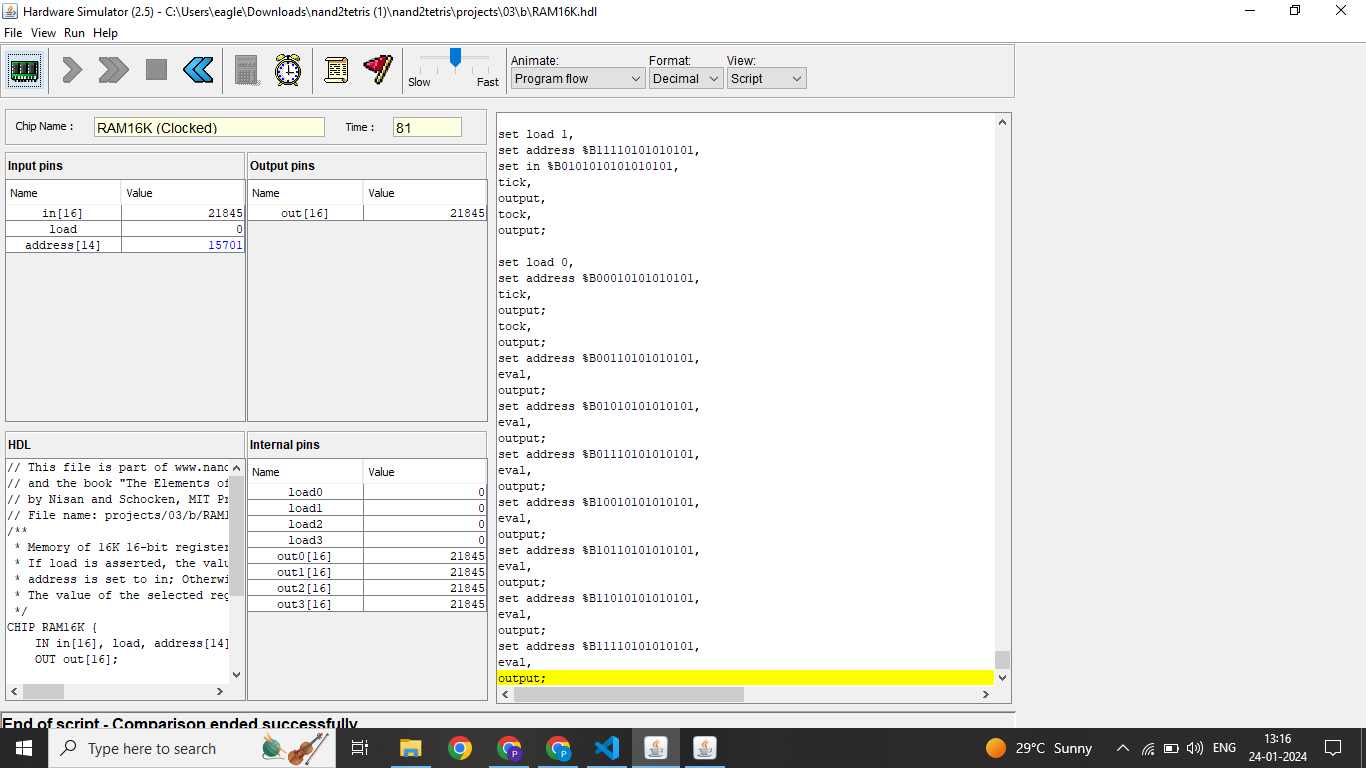 Hardware Simulator (2.5) - C:\Users\eagle\Downloads\nand2tetris (1)\nand2tetris\projects\03\b\RAM16K.hdl
File View Run Help
Slow Fast
Animate: Format: View:
Program flow Decimal Script
Chip Name : RAM16K (Clocked) Time : 81
Input pins
Name Value
in[16] 21845
load 0
address[14] 15701
Output pins
Name Value
out[16] 21845
HDL
// This file is part of www.nand
// and the book "The Elements of
// by Nisan and Schocken, MIT Pr
// File name: projects/03/b/RAM1
/**
* Memory of 16K 16-bit register
* If load is asserted, the valu
* address is set to in; Otherwi
* The value of the selected reg
*/
CHIP RAM16K {
IN in[16], load, address[14]
OUT out[16];
Internal pins
Name Value
load0 0
load1 0
load2 0
load3 0
out0[16] 21845
out1[16] 21845
out2[16] 21845
out3[16] 21845
set load 1,
set address %B11110101010101,
set in %B0101010101010101,
tick,
output,
tock,
output;
set load 0,
set address %B00010101010101,
tick,
output;
tock,
output;
set address %B00110101010101,
eval,
output;
set address %B01010101010101,
eval,
output;
set address %B01110101010101,
eval,
output;
set address %B10010101010101,
eval,
output;
set address %B10110101010101,
eval,
output;
set address %B11010101010101,
eval,
output;
set address %B11110101010101,
eval,
output;
End of script - Comparison ended successfully
Type here to search
29°C Sunny
ENG
13:16
24-01-2024